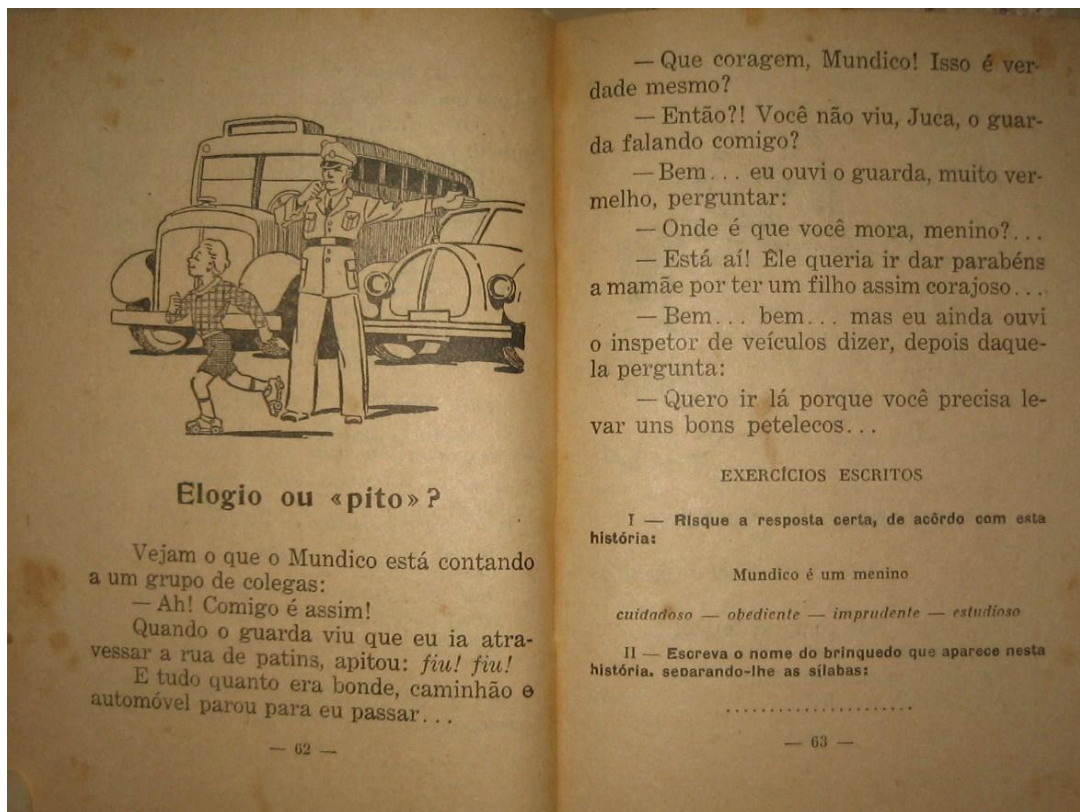 Elogio ou «pito»?
Vejam o que o Mundico está contando
a um grupo de colegas:
— Ah! Comigo é assim!
Quando o guarda viu que eu ia atra-
vessar a rua de patins, apitou: fiu! fiu!
E tudo quanto era bonde, caminhão e
automóvel parou para eu passar...
— 62 —
— Que coragem, Mundico! Isso é ver-
dade mesmo?
— Então?! Você não viu, Juca, o guar-
da falando comigo?
— Bem... eu ouvi o guarda, muito ver-
melho, perguntar:
— Onde é que você mora, menino?...
— Está aí! Êle queria ir dar parabéns
a mamãe por ter um filho assim corajoso...
— Bem... bem... mas eu ainda ouvi
o inspetor de veículos dizer, depois daque-
la pergunta:
— Quero ir lá porque você precisa le-
var uns bons petelecos...
EXERCÍCIOS ESCRITOS
I — Risque a resposta certa, de acôrdo com esta
história:
Mundico é um menino
cuidadoso — obediente — imprudente — estudioso
II — Escreva o nome do brinquedo que aparece nesta
história, separando-lhe as sílabas:
.....................
— 63 —